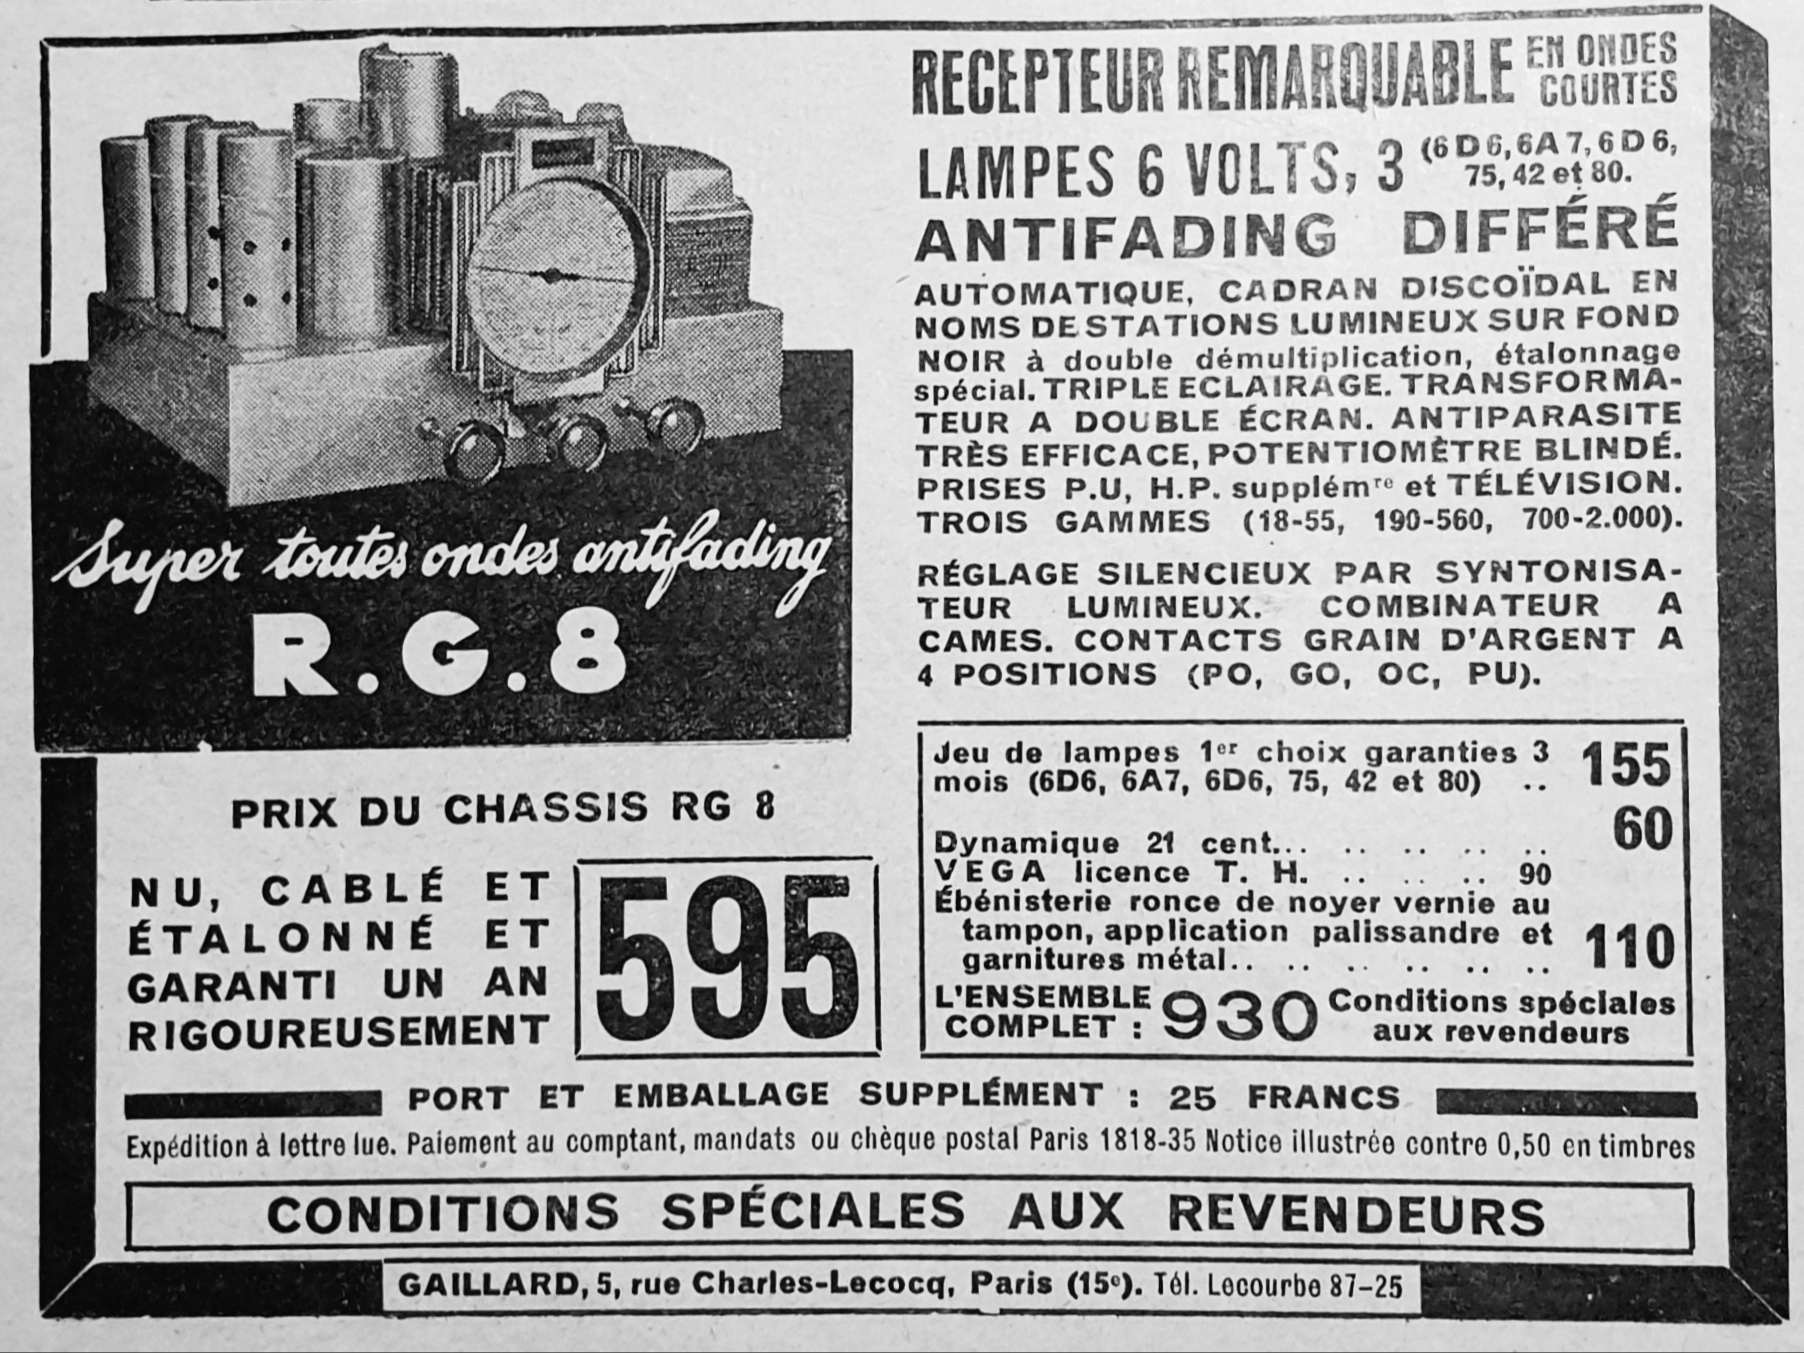 RECEPTEUR REMARQUABLE EN ONDES COURTES
LAMPES 6 VOLTS, 3 (6D6, 6A7, 6D6, 75, 42 et 80.
ANTIFADING DIFFÉRÉ
AUTOMATIQUE, CADRAN DISCOÏDAL EN
NOMS DE STATIONS LUMINEUX SUR FOND
NOIR à double démultiplication, étalonnage
spécial. TRIPLE ECLAIRAGE. TRANSFORMA-
TEUR A DOUBLE ÉCRAN. ANTIPARASITE
TRÈS EFFICACE, POTENTIOMÈTRE BLINDÉ.
PRISES P.U, H.P. supplémre et TÉLÉVISION.
TROIS GAMMES (18-55, 190-560, 700-2.000).
RÉGLAGE SILENCIEUX PAR SYNTONISA-
TEUR LUMINEUX. COMBINATEUR A
CAMES. CONTACTS GRAIN D'ARGENT A
4 POSITIONS (PO, GO, OC, PU).
Super toutes ondes antifading
R.G.8
PRIX DU CHASSIS RG 8
NU, CABLÉ ET
ÉTALONNÉ ET
GARANTI UN AN
RIGOUREUSEMENT
595
Jeu de lampes 1er choix garanties 3
mois (6D6, 6A7, 6D6, 75, 42 et 80) .. 155
Dynamique 21 cent... .. .. .. .. 60
VEGA licence T. H. .. .. .. 90
Ébénisterie ronce de noyer vernie au
tampon, application palissandre et
garnitures métal.. .. .. .. .. .. 110
L'ENSEMBLE COMPLET : 930 Conditions spéciales aux revendeurs
PORT ET EMBALLAGE SUPPLÉMENT : 25 FRANCS
Expédition à lettre lue. Paiement au comptant, mandats ou chèque postal Paris 1818-35 Notice illustrée contre 0,50 en timbres
CONDITIONS SPÉCIALES AUX REVENDEURS
GAILLARD, 5, rue Charles-Lecocq, Paris (15e). Tél. Lecourbe 87-25